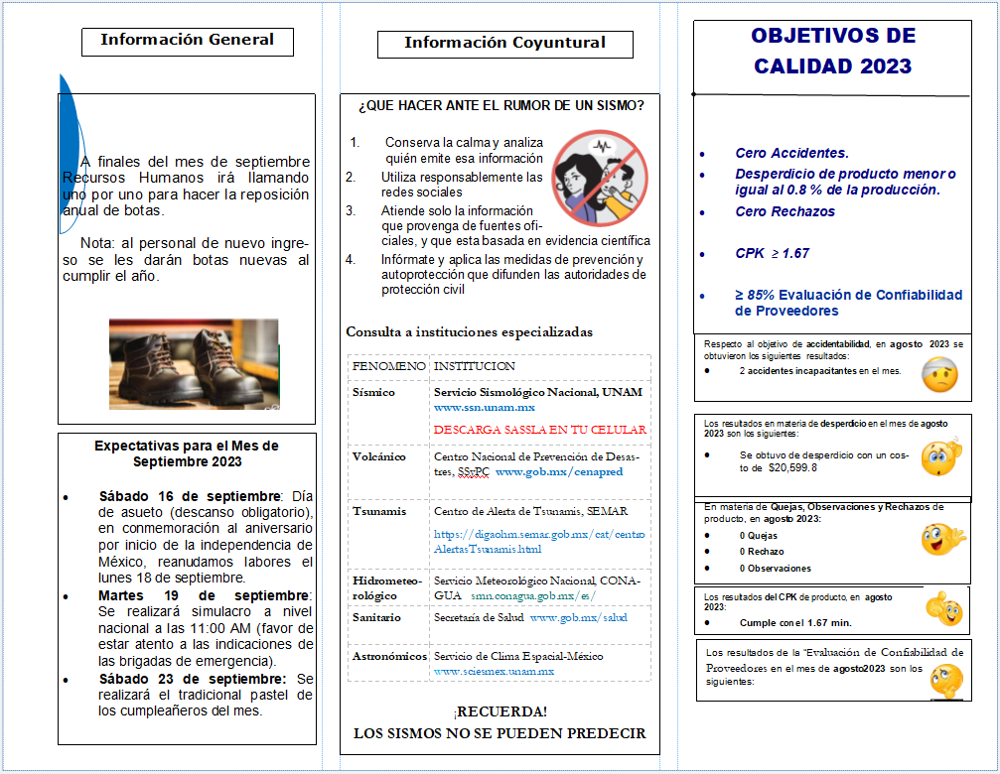 Información General
A finales del mes de septiembre
Recursos Humanos irá llamando
uno por uno para hacer la reposición
anual de botas.
Nota: al personal de nuevo ingre-
so se les darán botas nuevas al
cumplir el año.
Expectativas para el Mes de
Septiembre 2023
• Sábado 16 de septiembre: Día
de asueto (descanso obligatorio),
en conmemoración al aniversario
por inicio de la independencia de
México, reanudamos labores el
lunes 18 de septiembre.
• Martes 19 de septiembre:
Se realizará simulacro a nivel
nacional a las 11:00 AM (favor de
estar atento a las indicaciones de
las brigadas de emergencia).
• Sábado 23 de septiembre: Se
realizará el tradicional pastel de
los cumpleañeros del mes.
Información Coyuntural
¿QUE HACER ANTE EL RUMOR DE UN SISMO?
1. Conserva la calma y analiza
quién emite esa información
2. Utiliza responsablemente las
redes sociales
3. Atiende solo la información
que provenga de fuentes ofi-
ciales, y que esta basada en evidencia científica
4. Infórmate y aplica las medidas de prevención y
autoprotección que difunden las autoridades de
protección civil
Consulta a instituciones especializadas
FENOMENO INSTITUCION
Sísmico Servicio Sismológico Nacional, UNAM
www.ssn.unam.mx
DESCARGA SASSLA EN TU CELULAR
Volcánico Centro Nacional de Prevención de Desas-
tres, SSyPC www.gob.mx/cenapred
Tsunamis Centro de Alerta de Tsunamis, SEMAR
https://digaohm.semar.gob.mx/cat/centro
AlertasTsunamis.html
Hidrometeo- Servicio Meteorológico Nacional, CONA-
rológico GUA smn.conagua.gob.mx/es/
Sanitario Secretaría de Salud www.gob.mx/salud
Astronómicos Servicio de Clima Espacial-México
www.sciesmex.unam.mx
¡RECUERDA!
LOS SISMOS NO SE PUEDEN PREDECIR
OBJETIVOS DE
CALIDAD 2023
• Cero Accidentes.
• Desperdicio de producto menor o
igual al 0.8 % de la producción.
• Cero Rechazos
• CPK ≥ 1.67
• ≥ 85% Evaluación de Confiabilidad
de Proveedores
Respecto al objetivo de accidentabilidad, en agosto 2023 se
obtuvieron los siguientes resultados:
• 2 accidentes incapacitantes en el mes.
Los resultados en materia de desperdicio en el mes de agosto
2023 son los siguientes:
• Se obtuvo de desperdicio con un cos-
to de $20,599.8
En materia de Quejas, Observaciones y Rechazos de
producto, en agosto 2023:
• 0 Quejas
• 0 Rechazo
• 0 Observaciones
Los resultados del CPK de producto, en agosto
2023:
• Cumple con el 1.67 min.
Los resultados de la "Evaluación de Confiabilidad de
Proveedores en el mes de agosto2023 son los
siguientes: